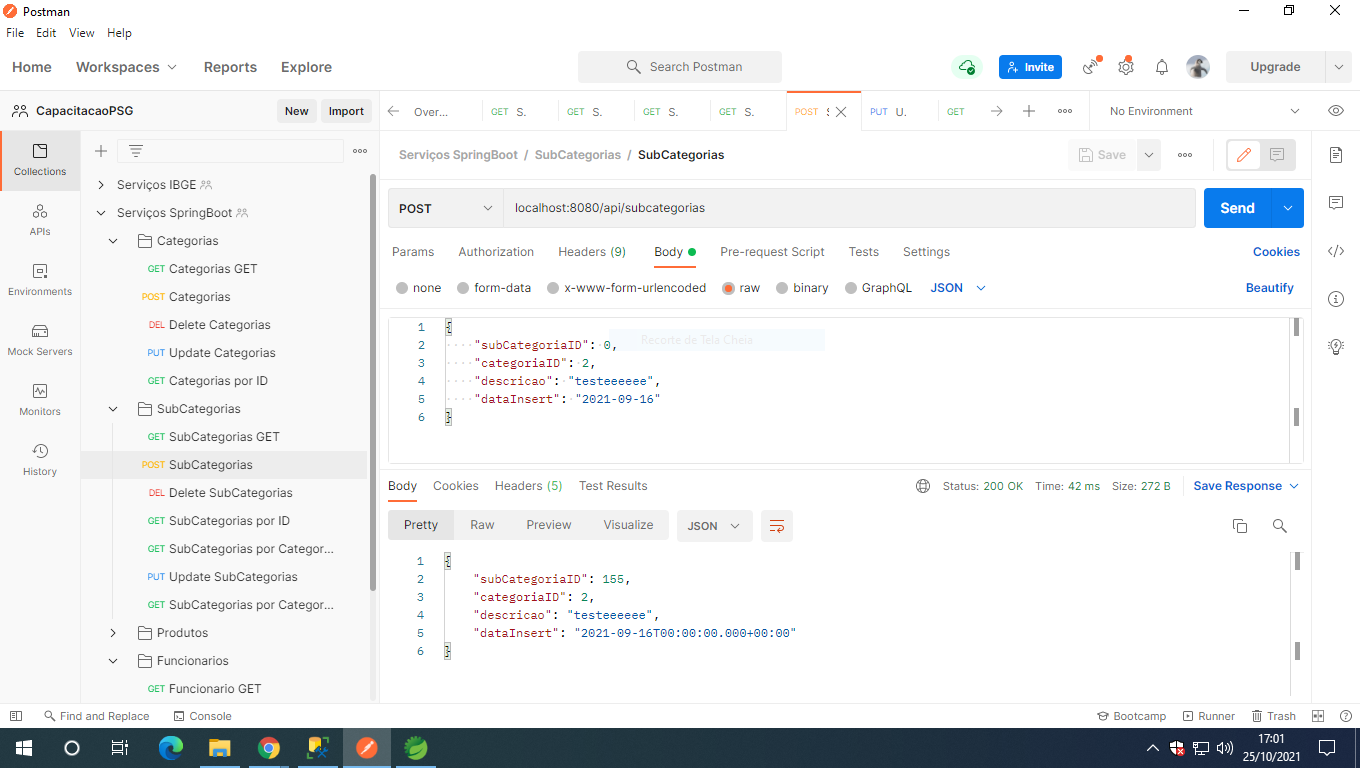 Postman
File Edit View Help
Home Workspaces Reports Explore Search Postman Invite Upgrade
CapacitacaoPSG New Import Over... GET S. GET S. GET S. GET S. POST PUT U. GET No Environment
Collections
APIs
Environments
Mock Servers
Monitors
History
Serviços IBGE
Serviços SpringBoot
Categorias
GET Categorias GET
POST Categorias
DEL Delete Categorias
PUT Update Categorias
GET Categorias por ID
SubCategorias
GET SubCategorias GET
POST SubCategorias
DEL Delete SubCategorias
GET SubCategorias por ID
GET SubCategorias por Categor...
PUT Update SubCategorias
GET SubCategorias por Categor...
Produtos
Funcionarios
GET Funcionario GET
Serviços SpringBoot / SubCategorias / SubCategorias Save
POST localhost:8080/api/subcategorias Send
Params Authorization Headers (9) Body Pre-request Script Tests Settings Cookies
none form-data x-www-form-urlencoded raw binary GraphQL JSON Beautify
1 {
2 "subCategoriaID": 0,
Recorte de Tela Cheia
3 "categoriaID": 2,
4 "descricao": "testeeeeee",
5 "dataInsert": "2021-09-16"
6 }
Body Cookies Headers (5) Test Results Status: 200 OK Time: 42 ms Size: 272 B Save Response
Pretty Raw Preview Visualize JSON
1 {
2 "subCategoriaID": 155,
3 "categoriaID": 2,
4 "descricao": "testeeeeee",
5 "dataInsert": "2021-09-16T00:00:00.000+00:00"
6 }
Find and Replace Console Bootcamp Runner Trash
17:01
25/10/2021